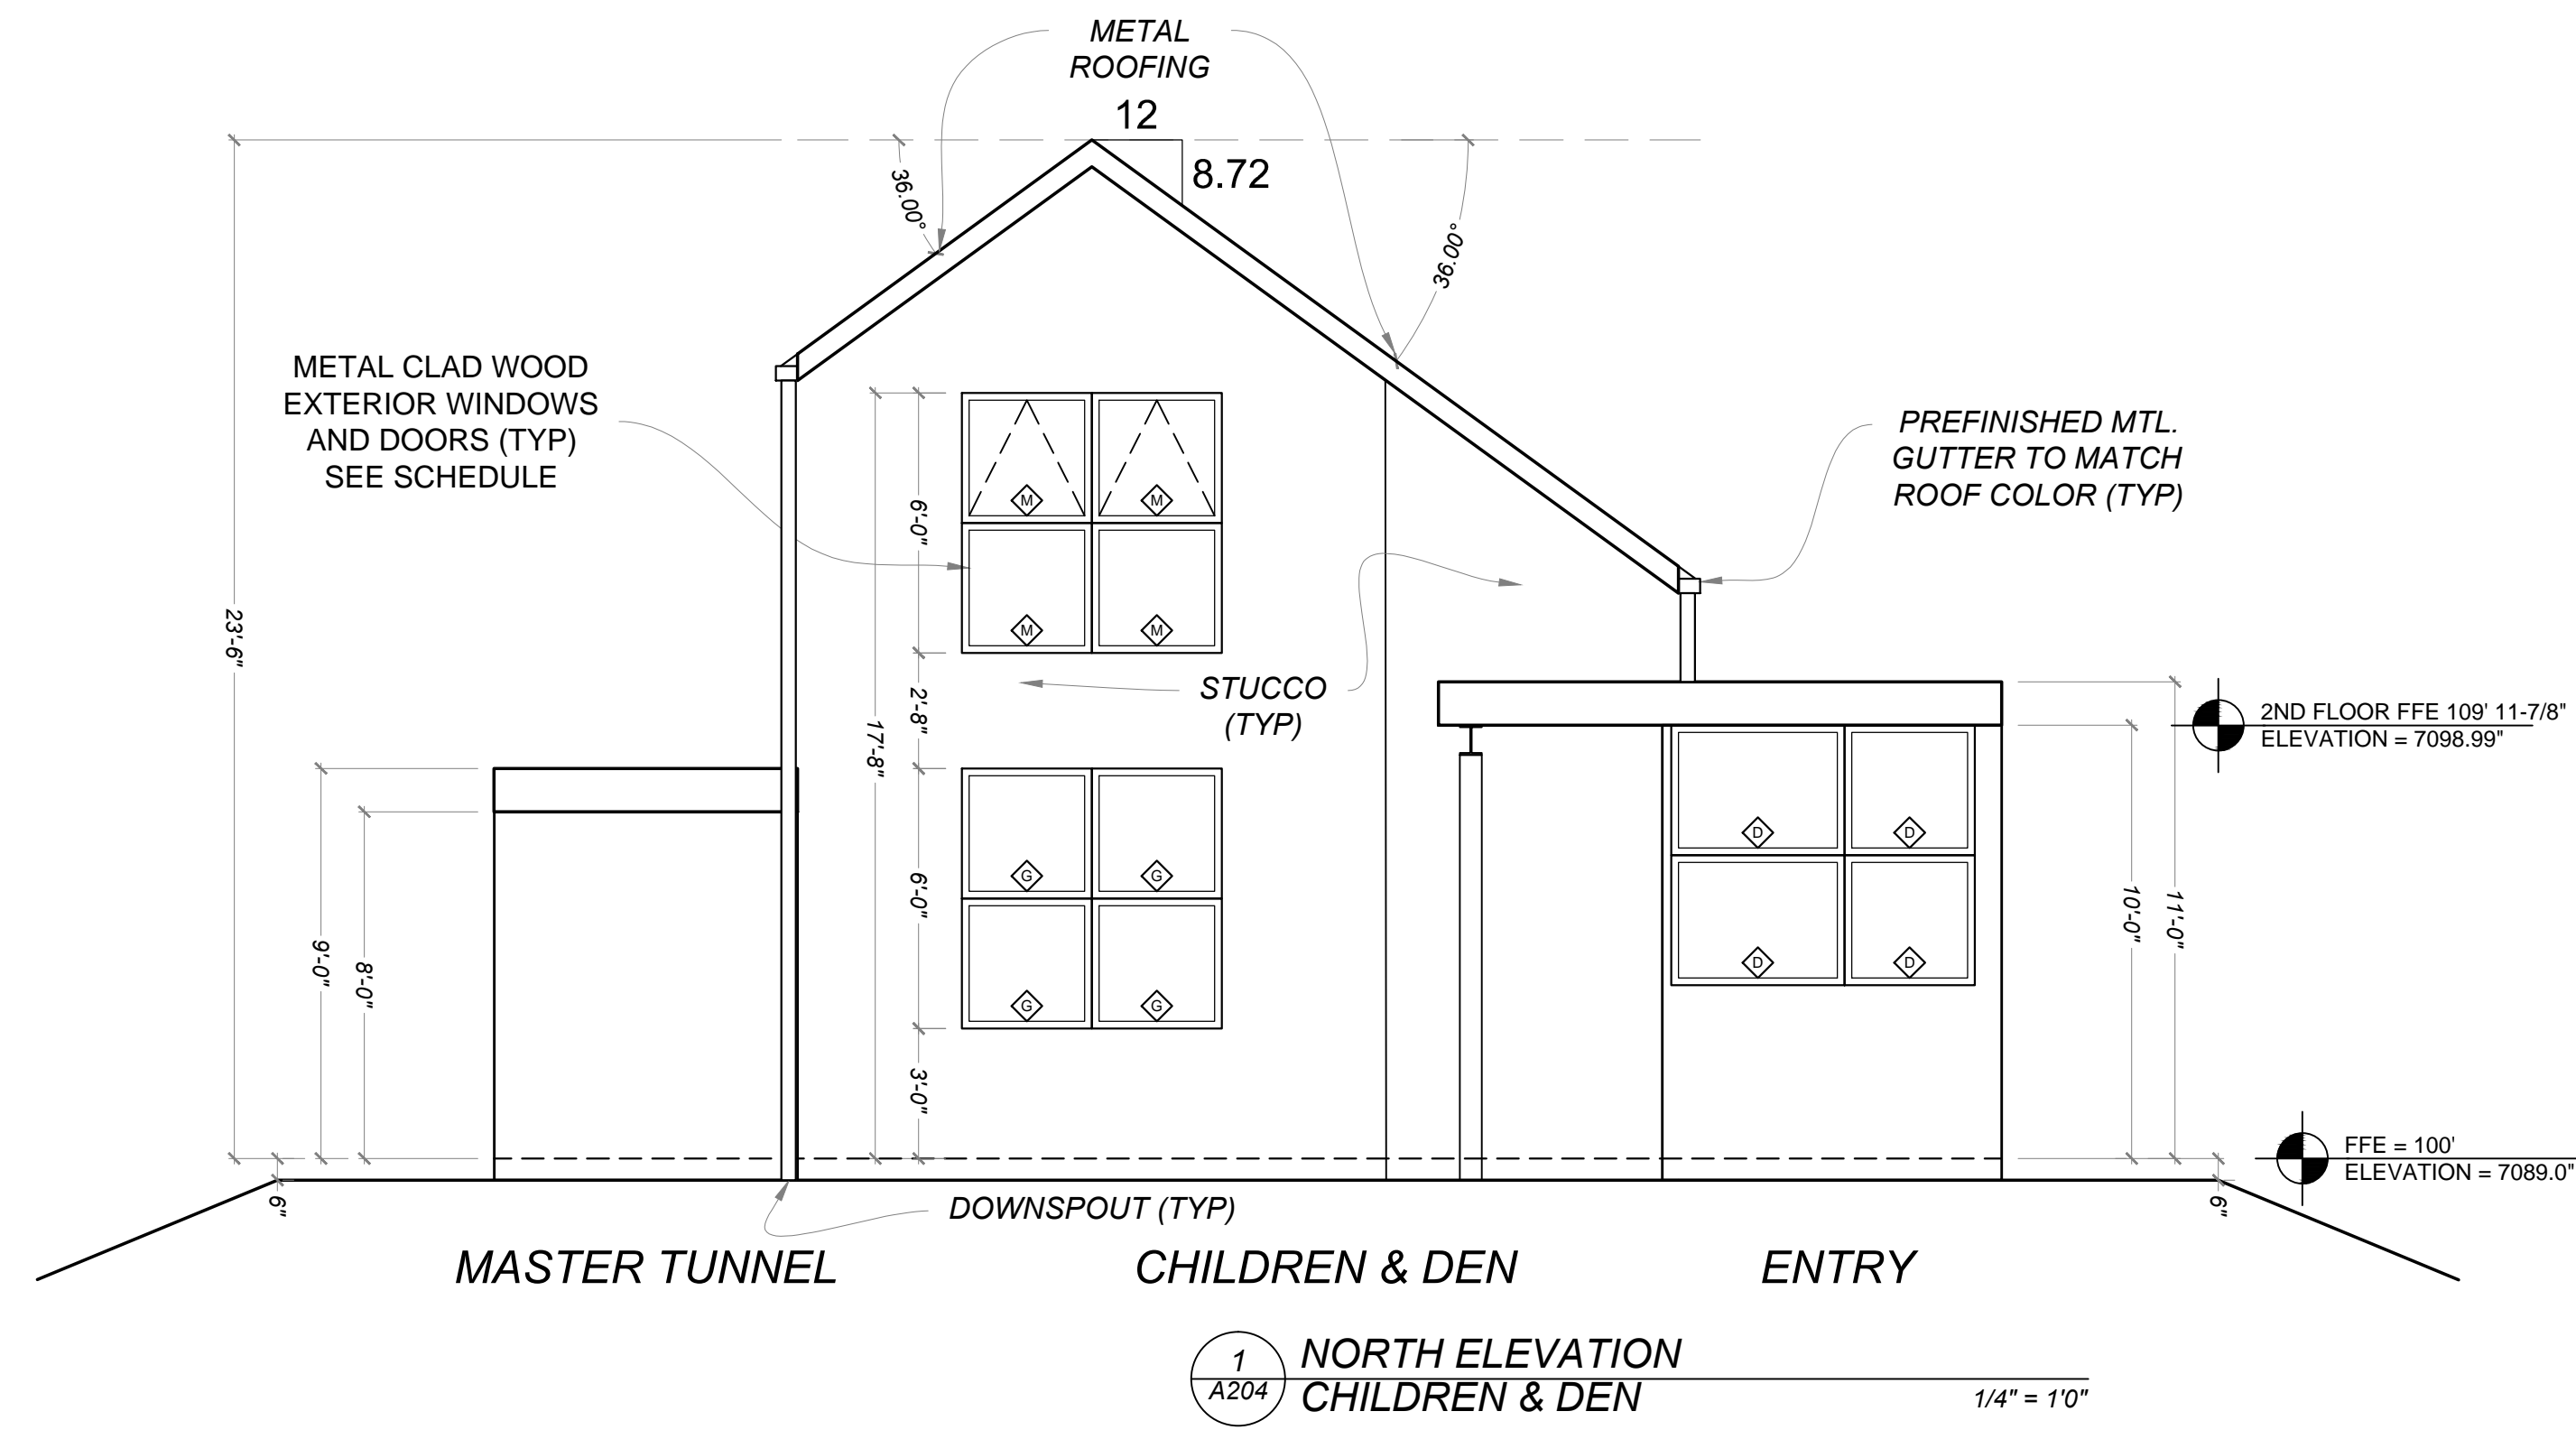 METAL
ROOFING
12
8.72
36.00°
36.00°
METAL CLAD WOOD
EXTERIOR WINDOWS
AND DOORS (TYP)
SEE SCHEDULE
PREFINISHED MTL.
GUTTER TO MATCH
ROOF COLOR (TYP)
M
M
M
M
6'-0"
23'-6"
STUCCO
(TYP)
2'-8"
17'-8"
2ND FLOOR FFE 109' 11-7/8"
ELEVATION = 7098.99"
D
D
G
G
6'-0"
10'-0"
11'-0"
9'-0"
8'-0"
D
D
G
G
3'-0"
FFE = 100'
ELEVATION = 7089.0"
6"
6"
DOWNSPOUT (TYP)
MASTER TUNNEL
CHILDREN & DEN
ENTRY
1
A204
NORTH ELEVATION
CHILDREN & DEN
1/4" = 1'0"